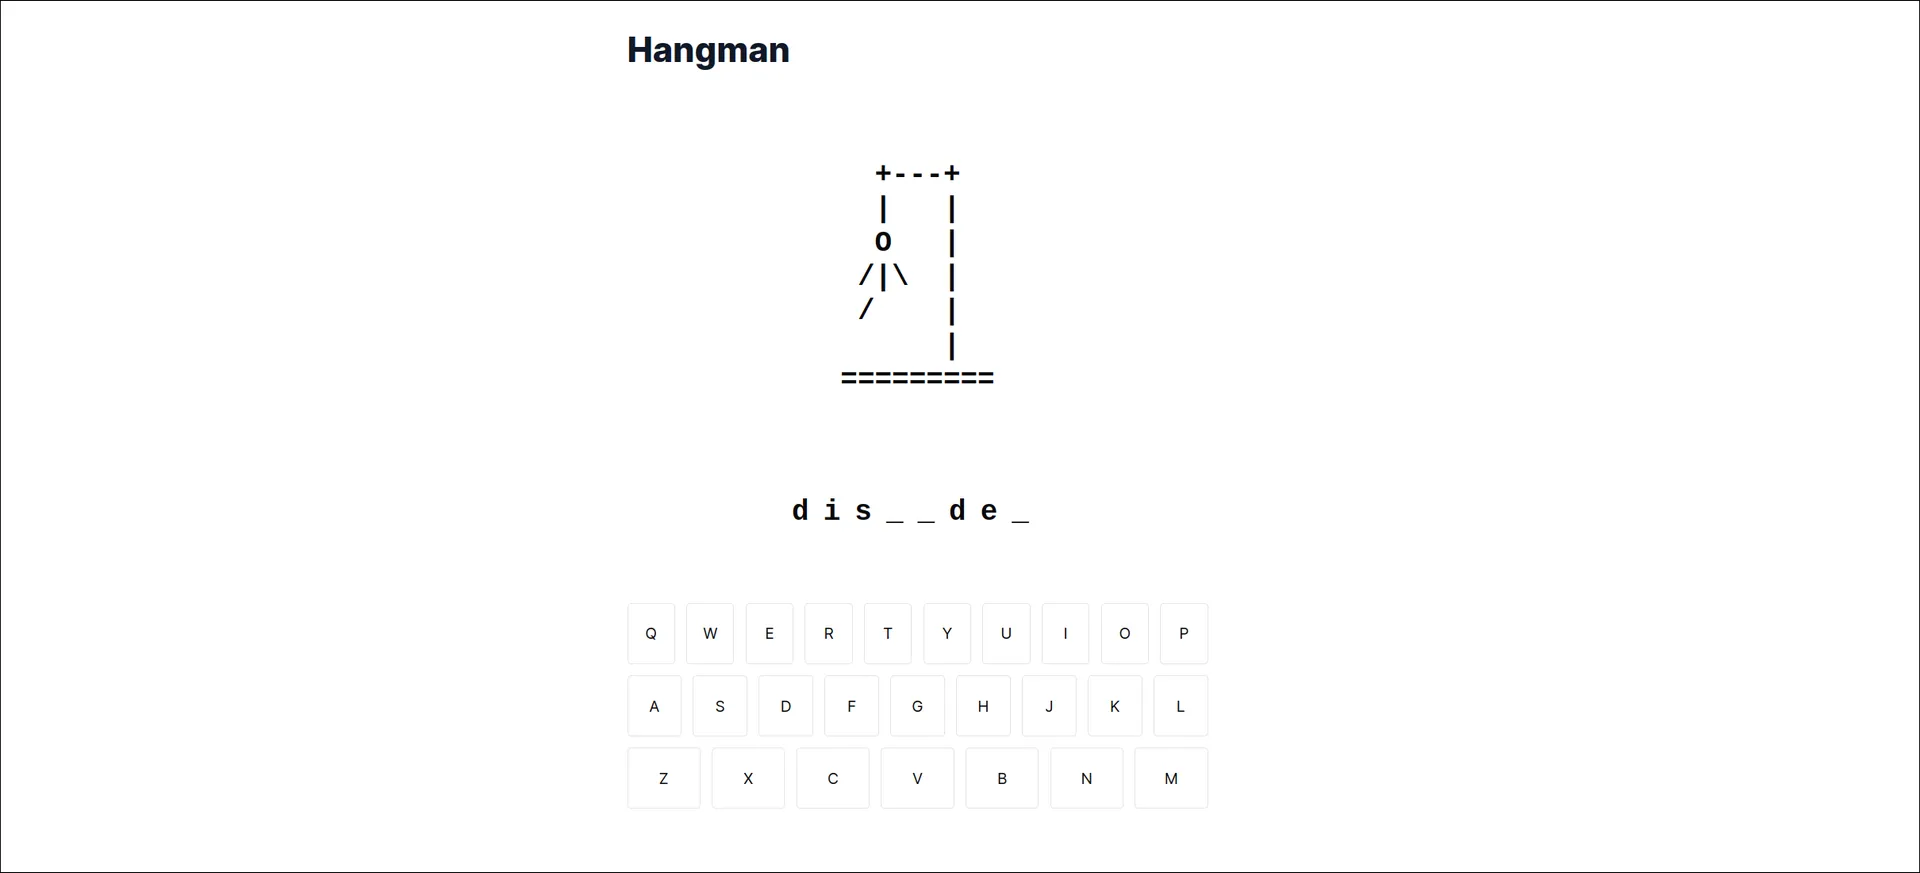 Hangman
+---+
|   |
O   |
/|\  |
/    |
|
=========
d i s _ _ d e _
Q W E R T Y U I O P
A S D F G H J K L
Z X C V B N M